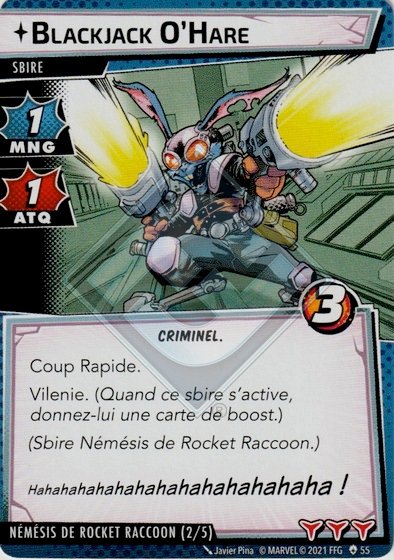 BLACKJACK O'HARE
SBIRE
1
MNG
1
ATQ
3
CRIMINEL.
Coup Rapide.
Vilenie. (Quand ce sbire s'active,
donnez-lui une carte de boost.)
(Sbire Némésis de Rocket Raccoon.)
Hahahahahahahahahahahahahaha !
NÉMÉSIS DE ROCKET RACCOON (2/5)
Javier Pina © MARVEL © 2021 FFG 55